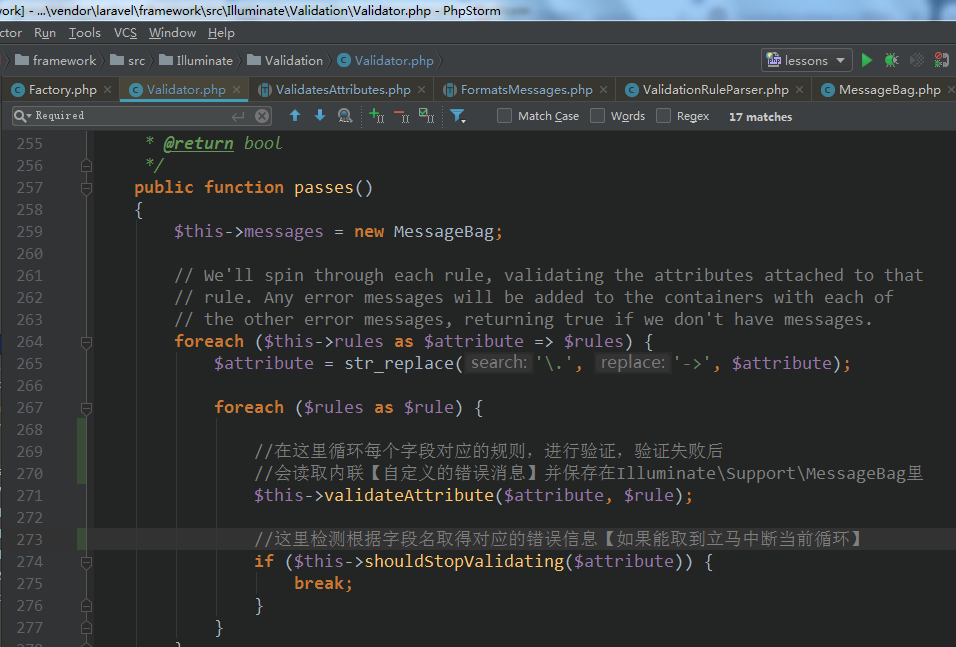 work] - ...\vendor\laravel\framework\src\Illuminate\Validation\Validator.php - PhpStorm
ctor Run Tools VCS Window Help
framework src Illuminate Validation Validator.php lessons
Factory.php Validator.php ValidatesAttributes.php FormatsMessages.php ValidationRuleParser.php MessageBag.php
Required Match Case Words Regex 17 matches
255 * @return bool
256 */
257 public function passes()
258 {
259 $this->messages = new MessageBag;
260
261 // We'll spin through each rule, validating the attributes attached to that
262 // rule. Any error messages will be added to the containers with each of
263 // the other error messages, returning true if we don't have messages.
264 foreach ($this->rules as $attribute => $rules) {
265 $attribute = str_replace( search: '\.', replace: '->', $attribute);
266
267 foreach ($rules as $rule) {
268
269 //在这里循环每个字段对应的规则，进行验证，验证失败后
270 //会读取内联【自定义的错误消息】并保存在Illuminate\Support\MessageBag里
271 $this->validateAttribute($attribute, $rule);
272
273 //这里检测根据字段名取得对应的错误信息【如果能取到立马中断当前循环】
274 if ($this->shouldStopValidating($attribute)) {
275 break;
276 }
277 }